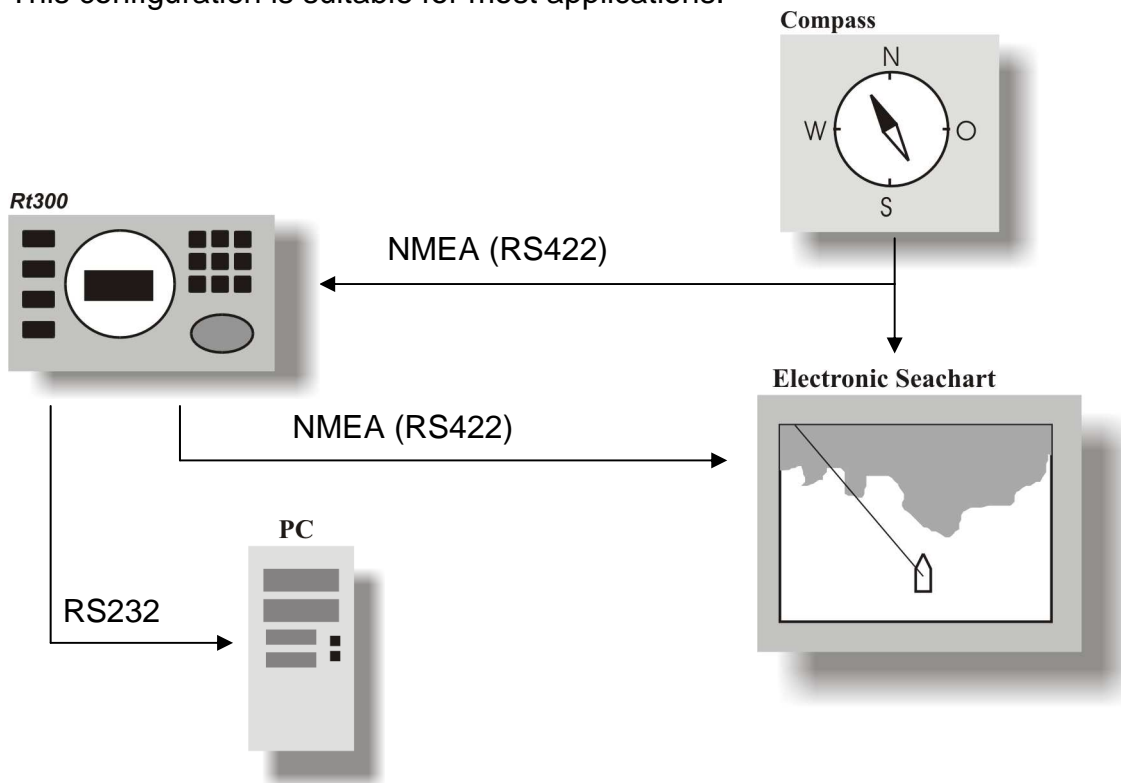 This configuration is suitable for most applications.
Compass
N
W
O
S
Rt300
NMEA (RS422)
Electronic Seachart
NMEA (RS422)
PC
RS232